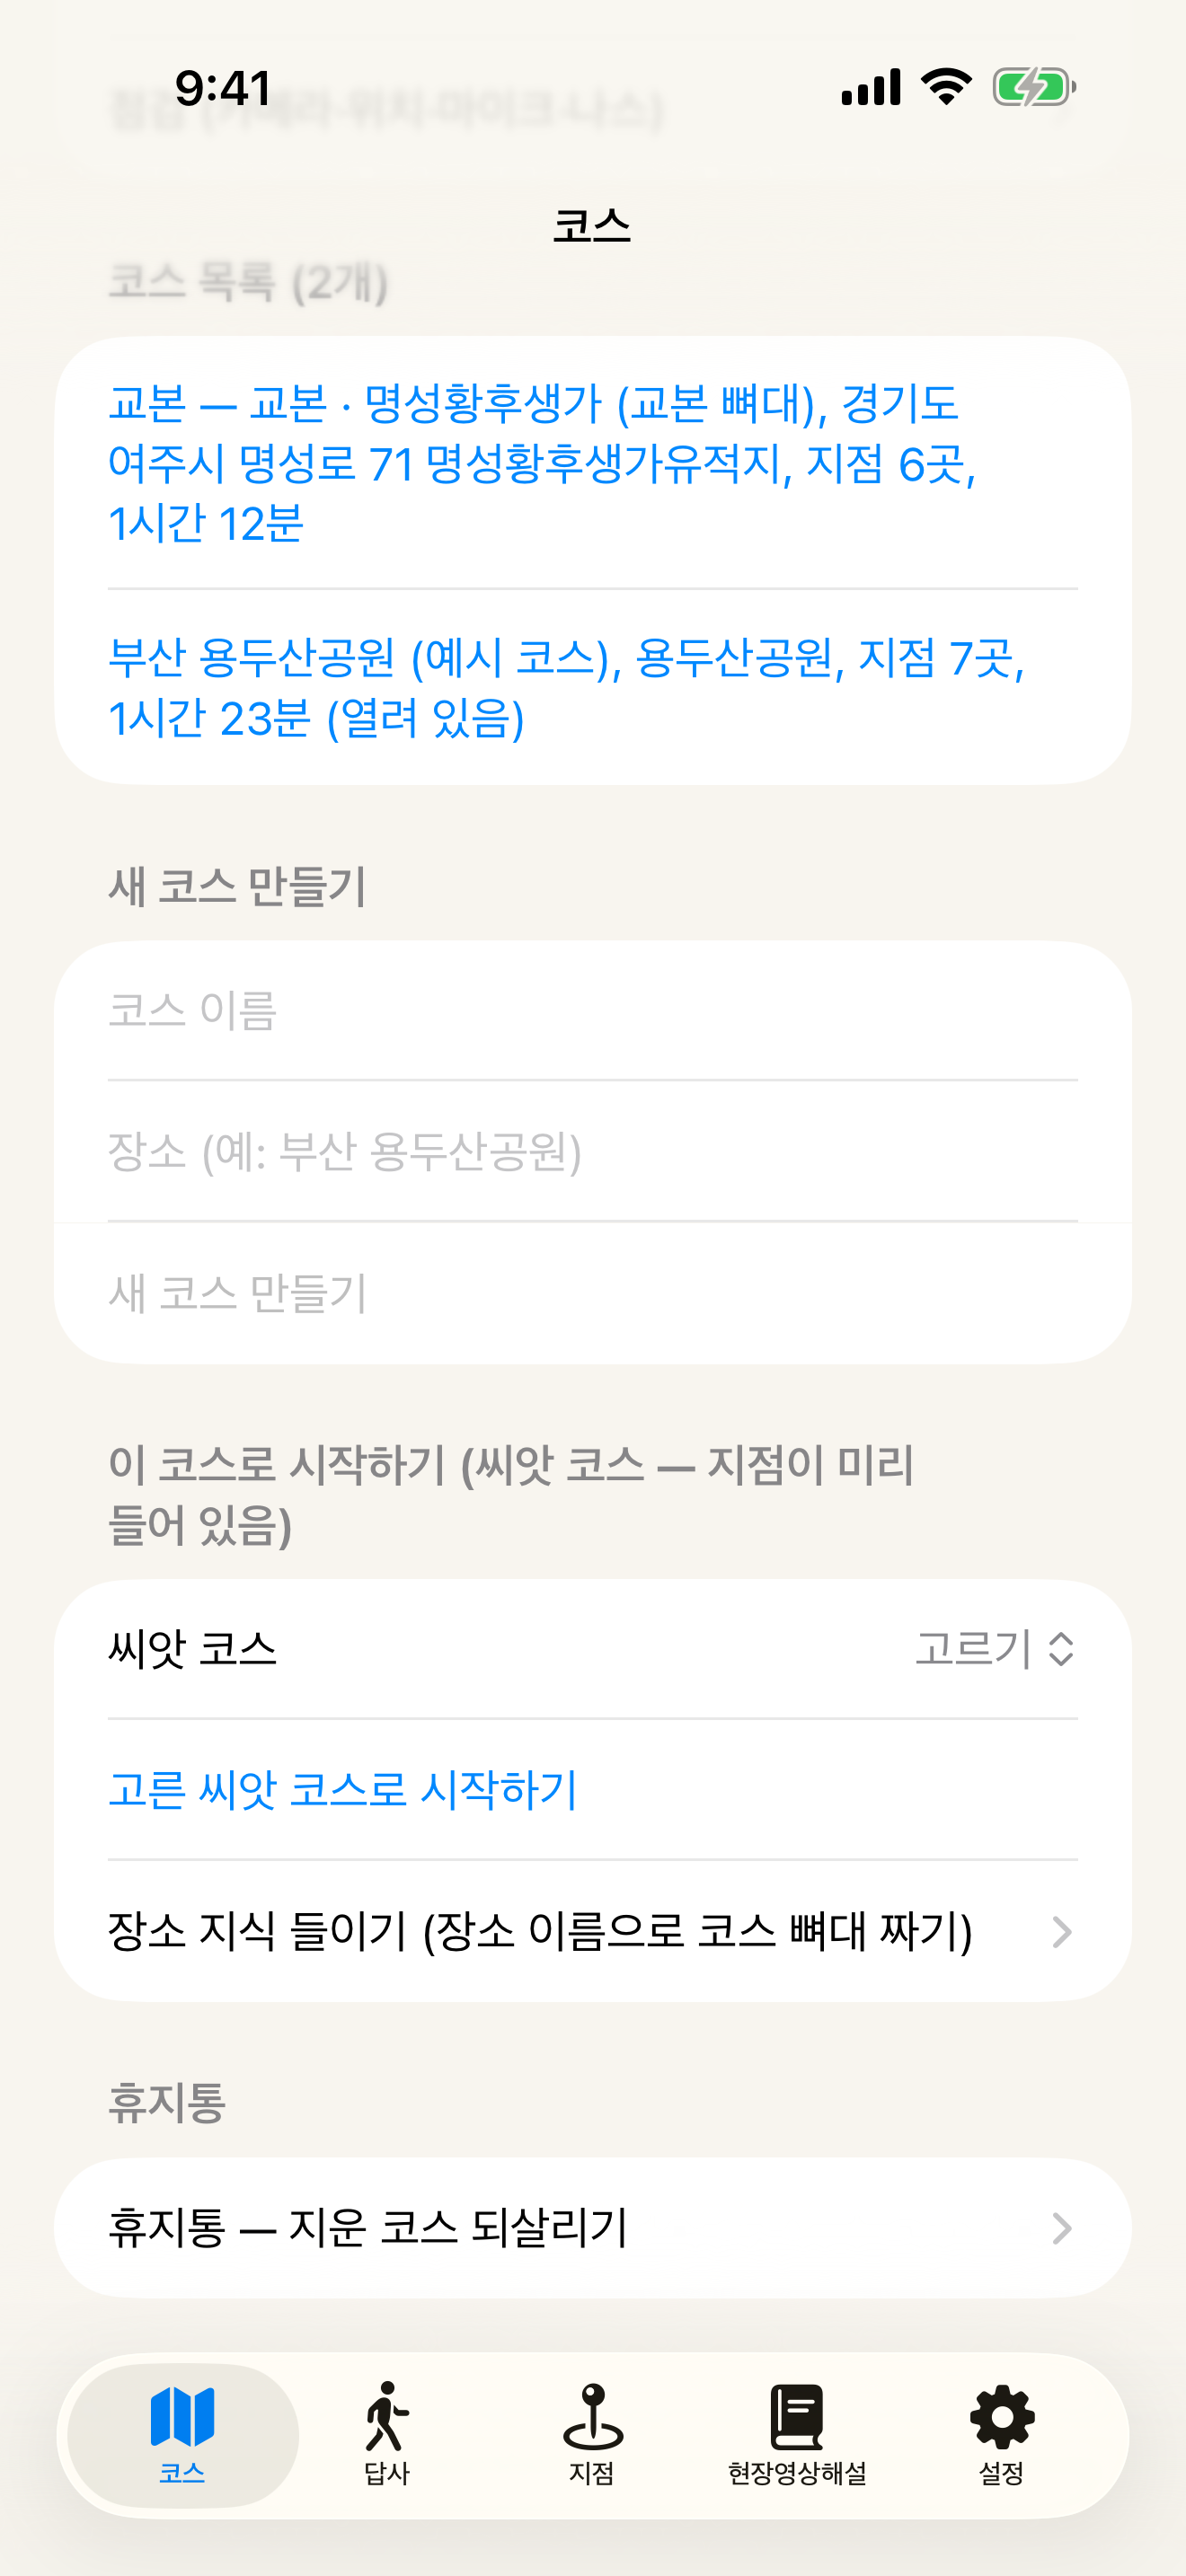 9:41
코스
코스 목록 (2개)
교본 — 교본 · 명성황후생가 (교본 뼈대), 경기도
여주시 명성로 71 명성황후생가유적지, 지점 6곳,
1시간 12분
부산 용두산공원 (예시 코스), 용두산공원, 지점 7곳,
1시간 23분 (열려 있음)
새 코스 만들기
코스 이름
장소 (예: 부산 용두산공원)
새 코스 만들기
이 코스로 시작하기 (씨앗 코스 — 지점이 미리
들어 있음)
씨앗 코스 고르기
고른 씨앗 코스로 시작하기
장소 지식 들이기 (장소 이름으로 코스 뼈대 짜기)
휴지통
휴지통 — 지운 코스 되살리기
코스 답사 지점 현장영상해설 설정